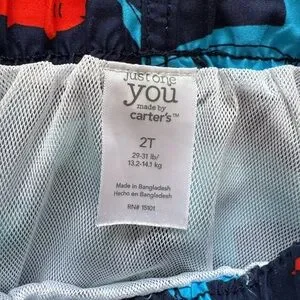 just one
you
made by
carter's™
2T
29-31 lb/
13.2-14.1 kg
Made in Bangladesh
Hecho en Bangladesh
RN# 15101